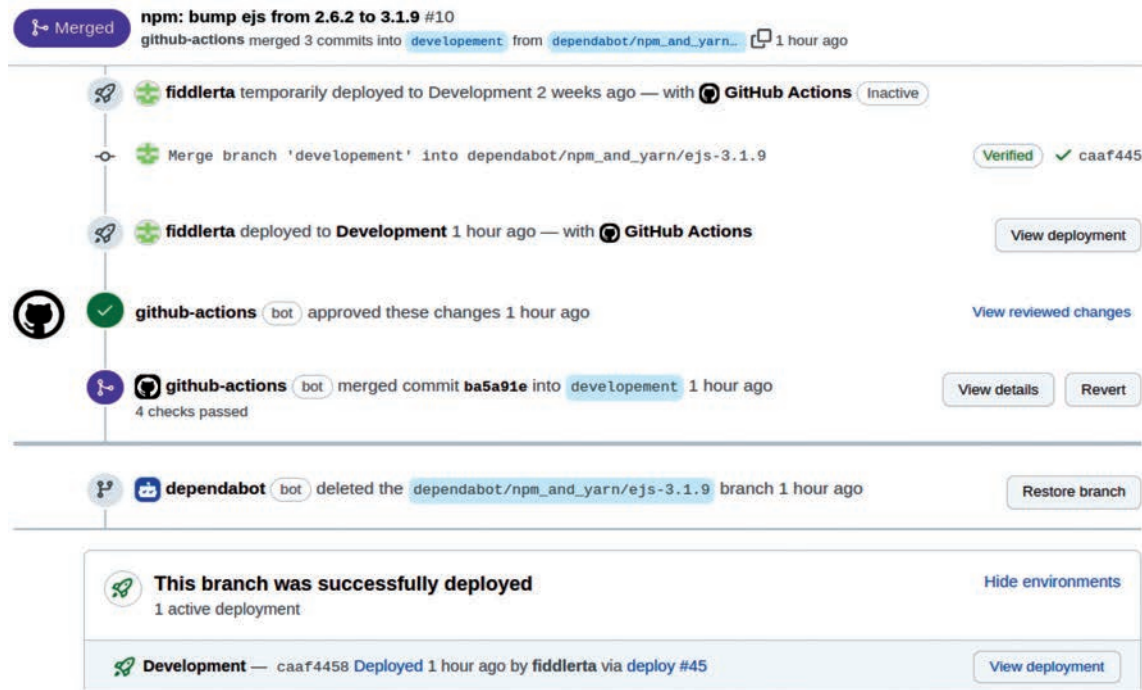 Merged
npm: bump ejs from 2.6.2 to 3.1.9 #10
github-actions merged 3 commits into developement from dependabot/npm_and_yarn… 1 hour ago
fiddlerta temporarily deployed to Development 2 weeks ago — with GitHub Actions Inactive
Merge branch 'developement' into dependabot/npm_and_yarn/ejs-3.1.9 Verified caaf445
fiddlerta deployed to Development 1 hour ago — with GitHub Actions View deployment
github-actions bot approved these changes 1 hour ago View reviewed changes
github-actions bot merged commit ba5a91e into developement 1 hour ago View details Revert
4 checks passed
dependabot bot deleted the dependabot/npm_and_yarn/ejs-3.1.9 branch 1 hour ago Restore branch
This branch was successfully deployed Hide environments
1 active deployment
Development — caaf4458 Deployed 1 hour ago by fiddlerta via deploy #45 View deployment